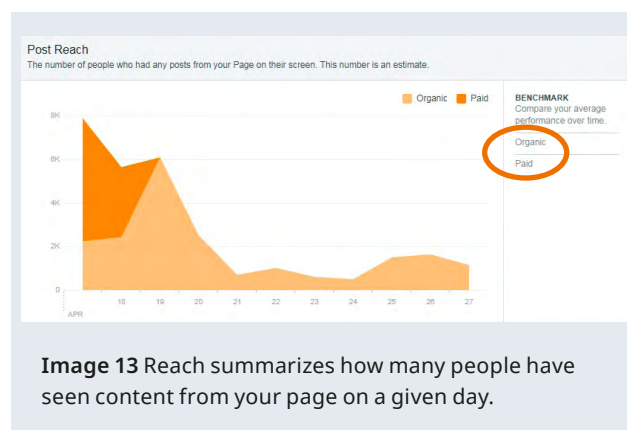 Post Reach
The number of people who had any posts from your Page on their screen. This number is an estimate.
Organic Paid
BENCHMARK
Compare your average
performance over time.
Organic
Paid
8K
6K
4K
2K
0
18 19 20 21 22 23 24 25 26 27
APR
Image 13 Reach summarizes how many people have
seen content from your page on a given day.